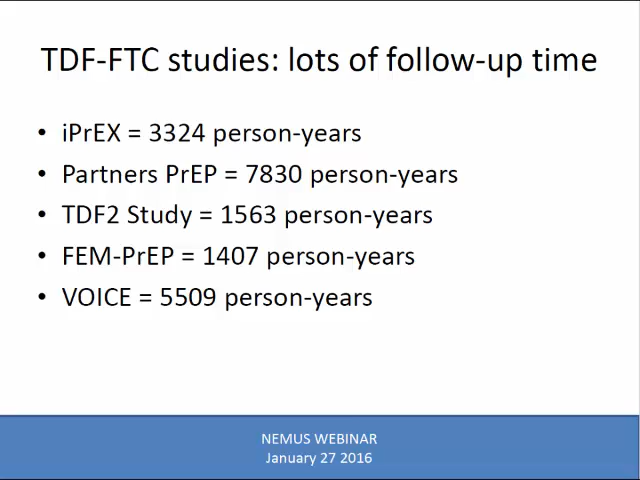 TDF-FTC studies: lots of follow-up time
• iPrEX = 3324 person-years
• Partners PrEP = 7830 person-years
• TDF2 Study = 1563 person-years
• FEM-PrEP = 1407 person-years
• VOICE = 5509 person-years
NEMUS WEBINAR
January 27 2016